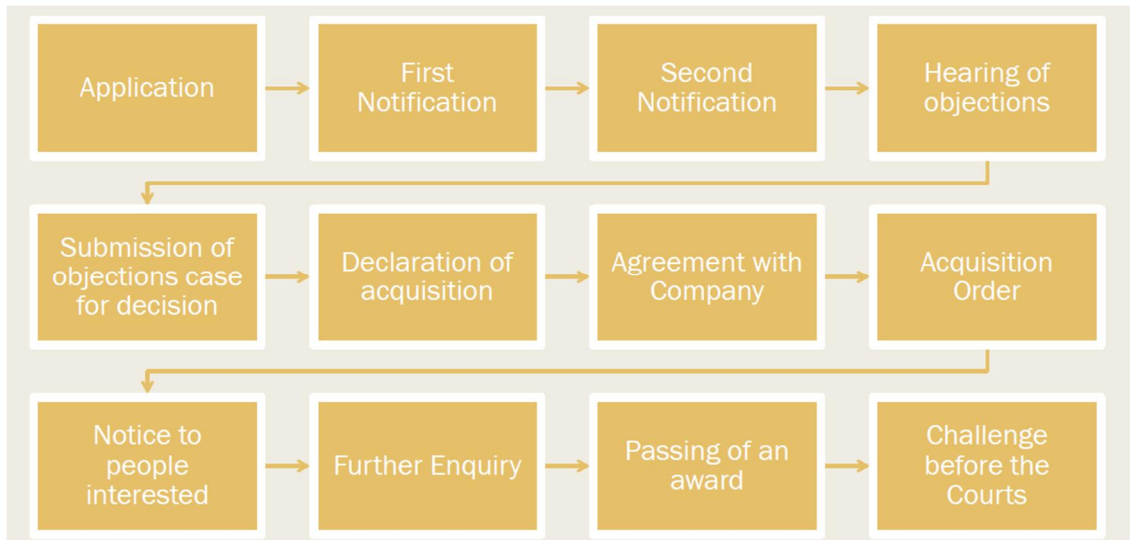 Application
First
Notification
Second
Notification
Hearing of
objections
Submission of
objections case
for decision
Declaration of
acquisition
Agreement with
Company
Acquisition
Order
Notice to
people
interested
Further Enquiry
Passing of an
award
Challenge
before the
Courts